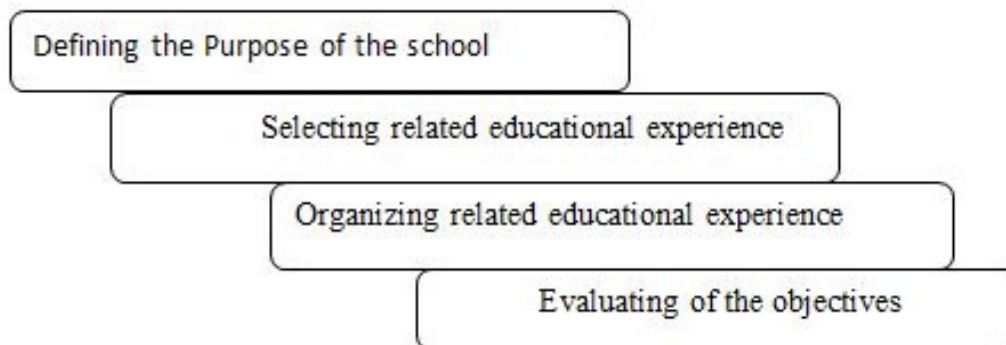 Defining the Purpose of the school
Selecting related educational experience
Organizing related educational experience
Evaluating of the objectives